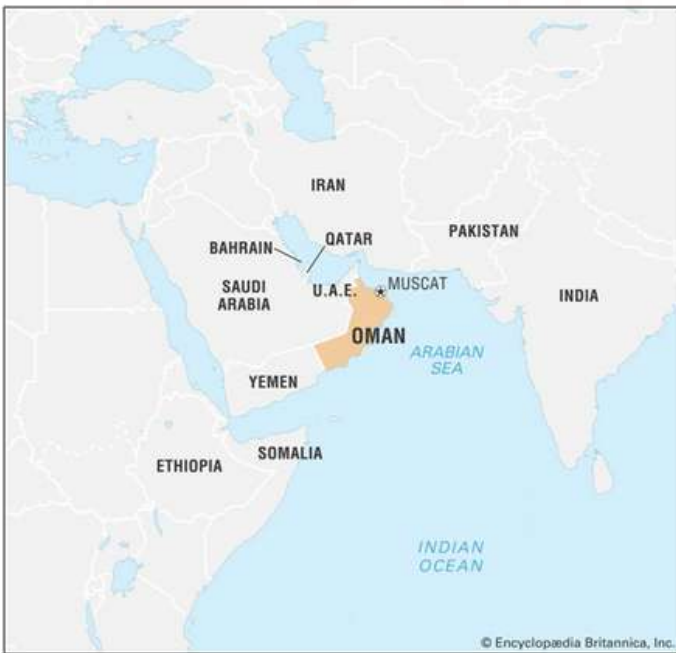 IRAN
BAHRAIN
QATAR
PAKISTAN
SAUDI
ARABIA
U.A.E.
MUSCAT
INDIA
OMAN
ARABIAN
SEA
YEMEN
ETHIOPIA
SOMALIA
INDIAN
OCEAN
© Encyclopædia Britannica, Inc.